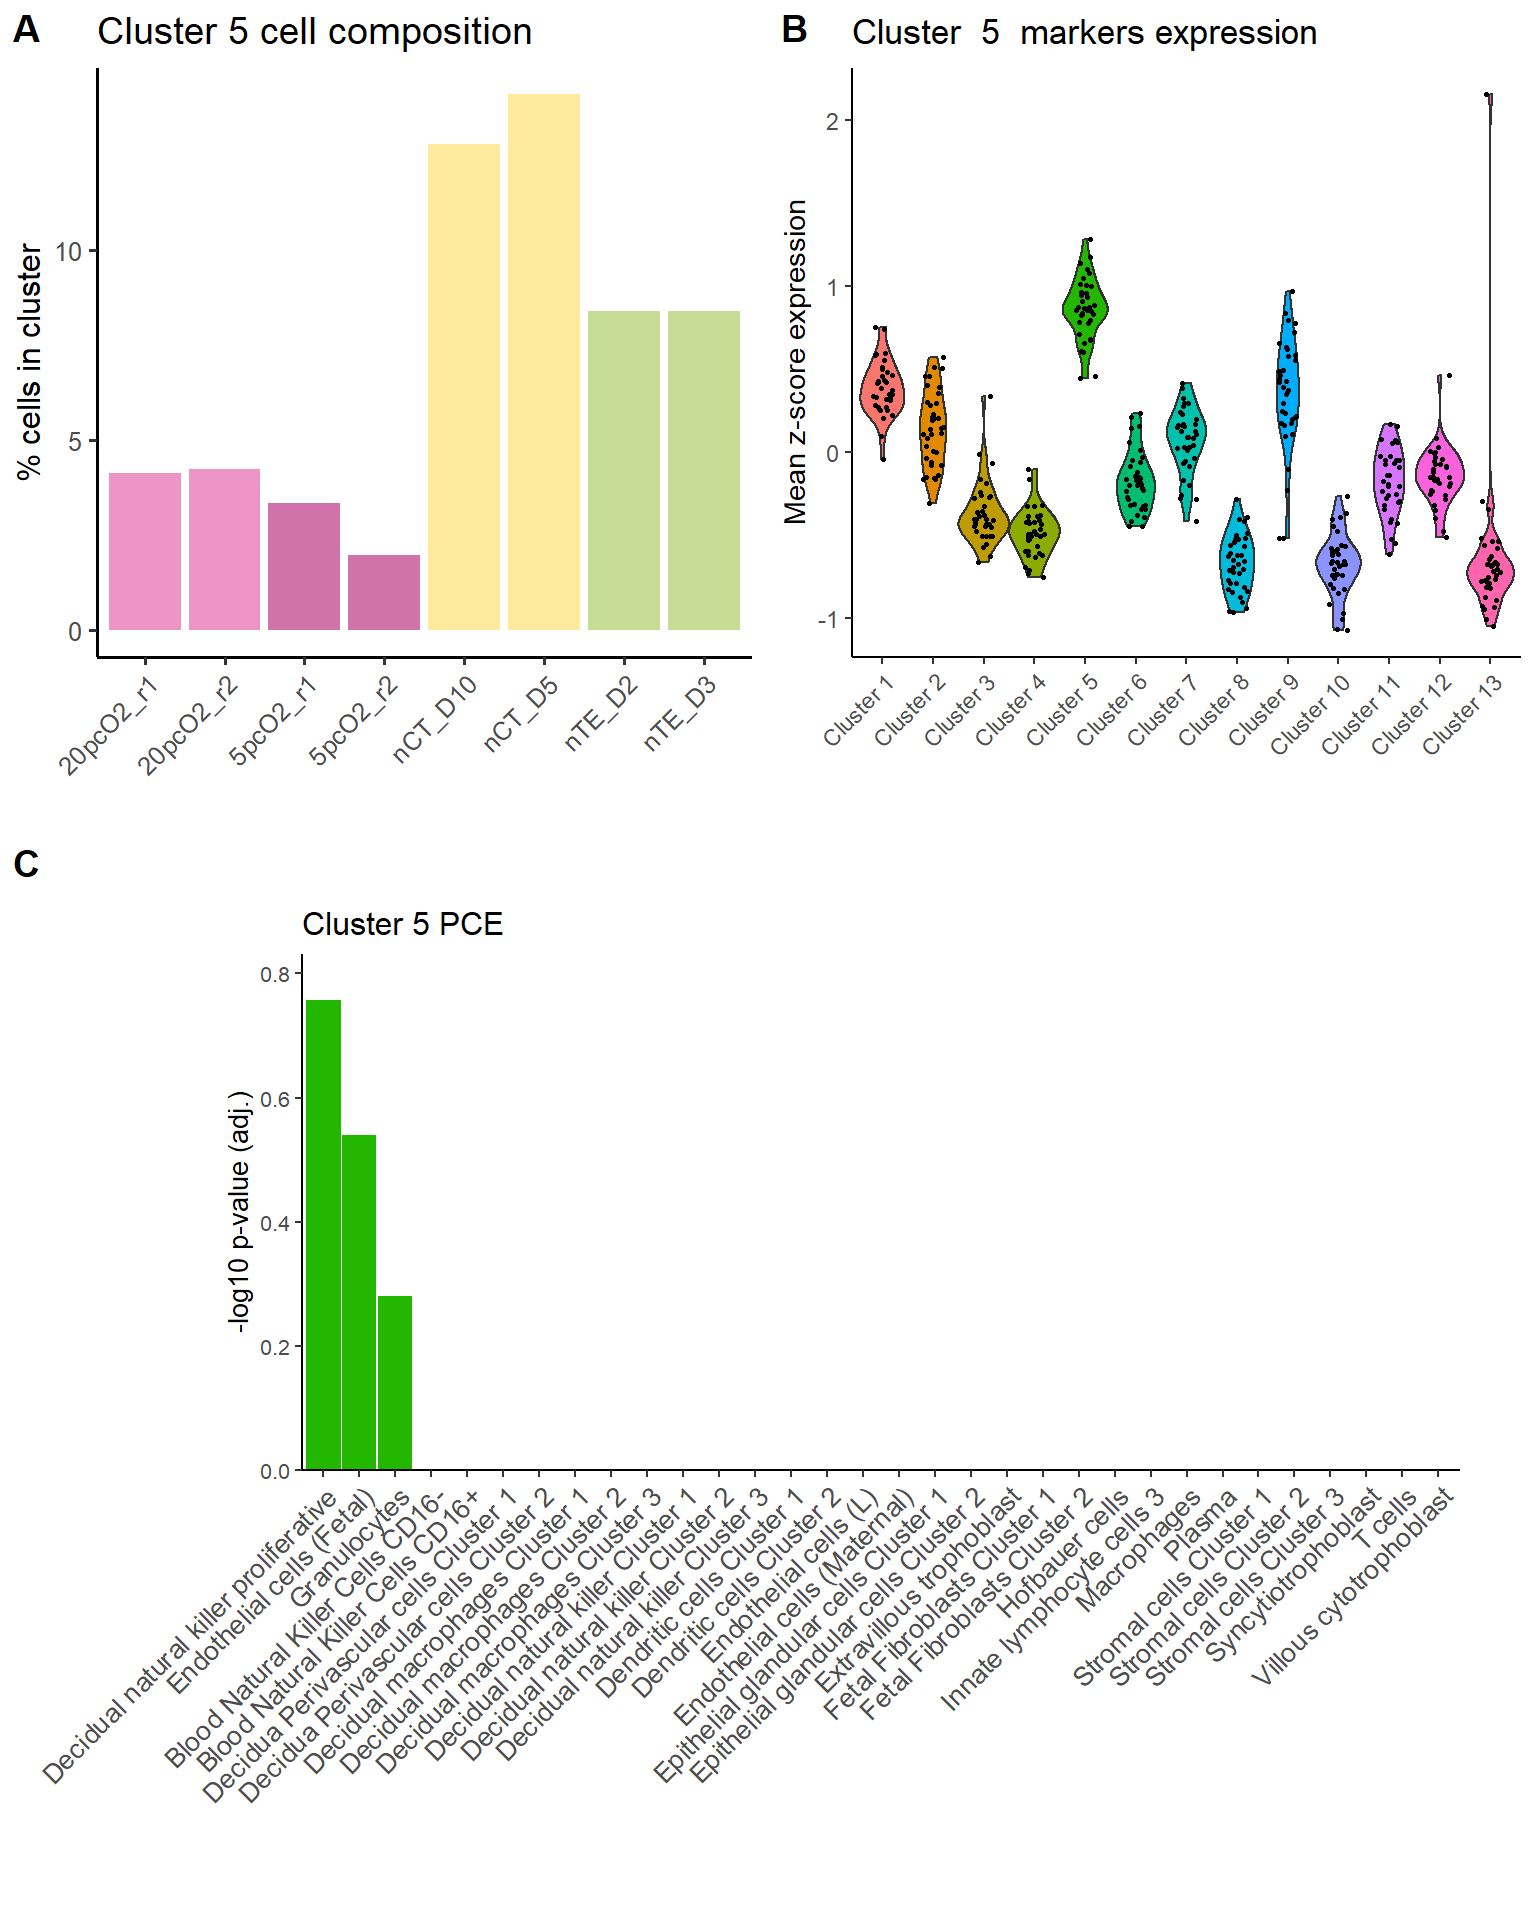 A
Cluster 5 cell composition
% cells in cluster
10
5
0
20pcO2_r1
20pcO2_r2
5pcO2_r1
5pcO2_r2
nCT_D10
nCT_D5
nTE_D2
nTE_D3
B
Cluster 5 markers expression
Mean z-score expression
2
1
0
-1
Cluster 1
Cluster 2
Cluster 3
Cluster 4
Cluster 5
Cluster 6
Cluster 7
Cluster 8
Cluster 9
Cluster 10
Cluster 11
Cluster 12
Cluster 13
C
Cluster 5 PCE
-log10 p-value (adj.)
0.8
0.6
0.4
0.2
0.0
Decidual natural killer proliferative
Endothelial cells (Fetal)
Granulocytes
Blood Natural Killer Cells CD16-
Blood Natural Killer Cells CD16+
Decidua Perivascular cells Cluster 1
Decidua Perivascular cells Cluster 2
Decidual macrophages Cluster 1
Decidual macrophages Cluster 2
Decidual macrophages Cluster 3
Decidual natural killer Cluster 1
Decidual natural killer Cluster 2
Decidual natural killer Cluster 3
Dendritic cells Cluster 1
Dendritic cells Cluster 2
Endothelial cells (L)
Endothelial cells (Maternal)
Epithelial glandular cells Cluster 1
Epithelial glandular cells Cluster 2
Extravillous trophoblast
Fetal Fibroblasts Cluster 1
Fetal Fibroblasts Cluster 2
Hofbauer cells
Innate lymphocyte cells 3
Macrophages
Plasma
Stromal cells Cluster 1
Stromal cells Cluster 2
Stromal cells Cluster 3
Syncytiotrophoblast
T cells
Villous cytotrophoblast